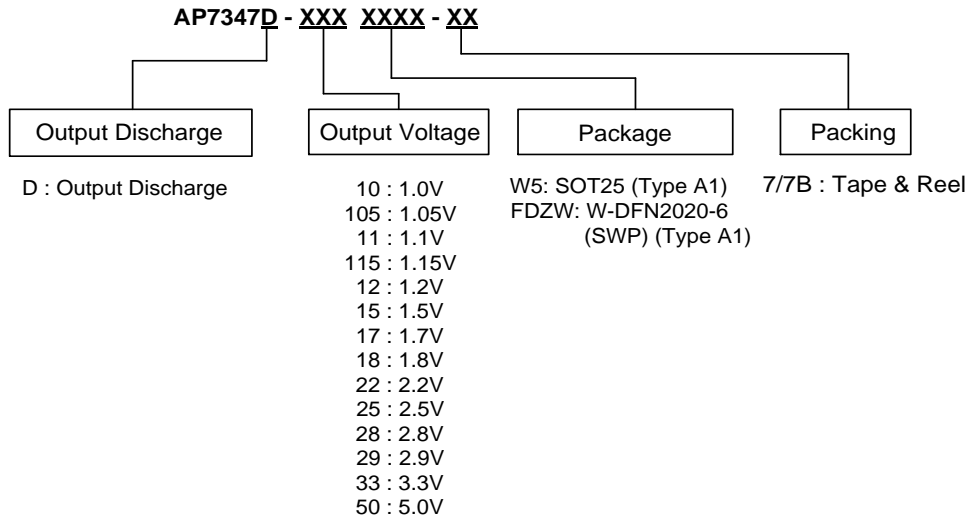 AP7347D - XXX XXXX - XX
Output Discharge
D : Output Discharge
Output Voltage
10 : 1.0V
105 : 1.05V
11 : 1.1V
115 : 1.15V
12 : 1.2V
15 : 1.5V
17 : 1.7V
18 : 1.8V
22 : 2.2V
25 : 2.5V
28 : 2.8V
29 : 2.9V
33 : 3.3V
50 : 5.0V
Package
W5: SOT25 (Type A1)
FDZW: W-DFN2020-6
(SWP) (Type A1)
Packing
7/7B : Tape & Reel